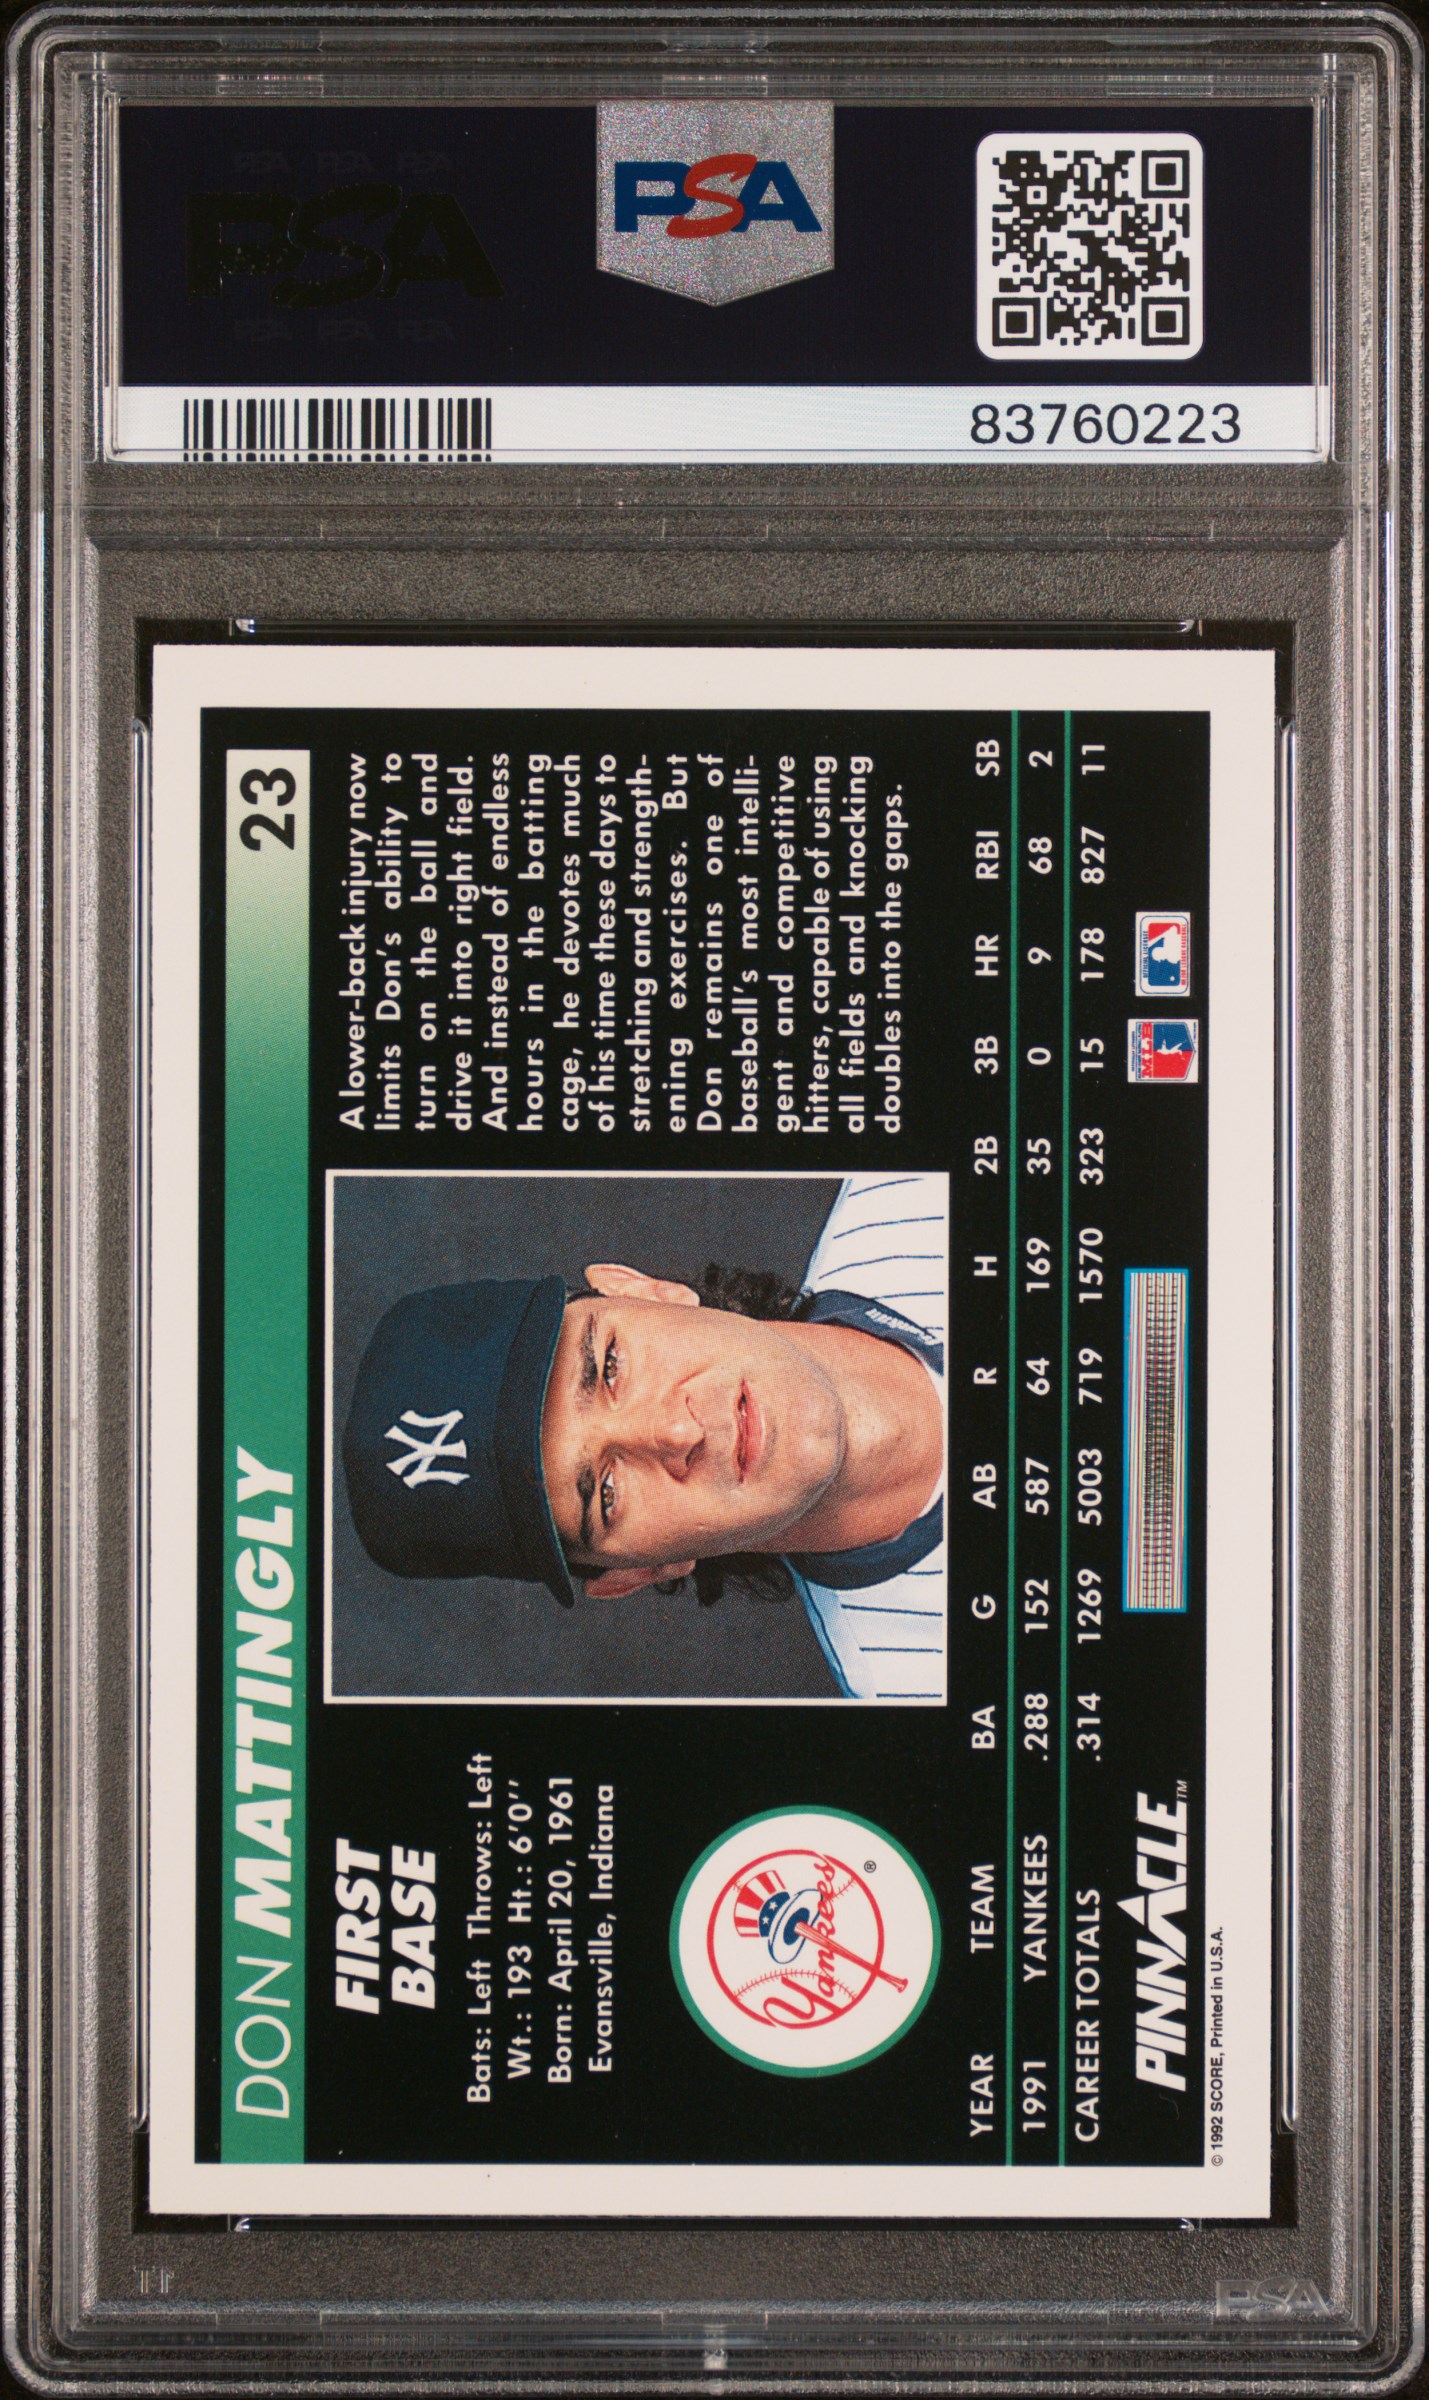 PSA
PSA
83760223
DON MATTINGLY 23
FIRST
BASE
Bats: Left Throws: Left
Wt.: 193 Ht.: 6'0''
Born: April 20, 1961
Evansville, Indiana
Yankees
®
NY
A lower-back injury now
limits Don's ability to
turn on the ball and
drive it into right field.
And instead of endless
hours in the batting
cage, he devotes much
of his time these days to
stretching and strength-
ening exercises. But
Don remains one of
baseball's most intelli-
gent and competitive
hitters, capable of using
all fields and knocking
doubles into the gaps.
YEAR TEAM BA G AB R H 2B 3B HR RBI SB
1991 YANKEES .288 152 587 64 169 35 0 9 68 2
CAREER TOTALS .314 1269 5003 719 1570 323 15 178 827 11
PINNACLE™
© 1992 SCORE, Printed in U.S.A.
PSA